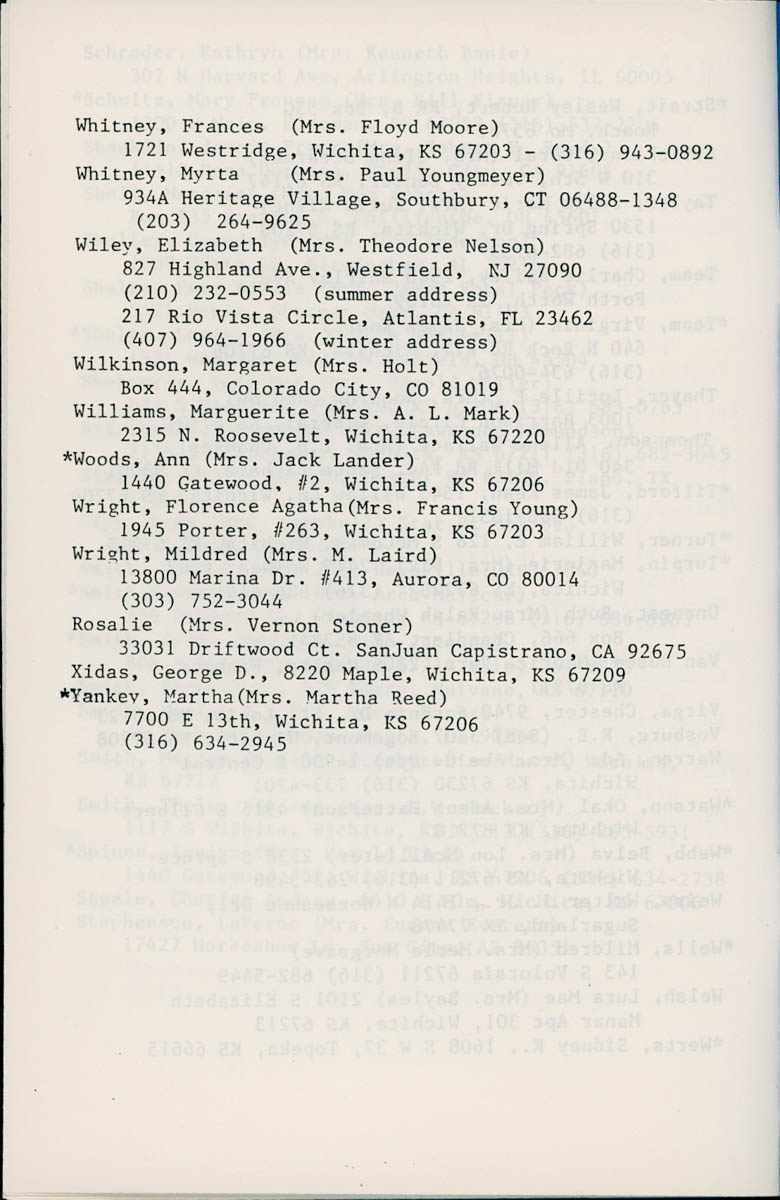 Whitney, Frances (Mrs. Floyd Moore)
1721 Westridge, Wichita, KS 67203 - (316) 943-0892
Whitney, Myrta (Mrs. Paul Youngmeyer)
934A Heritage Village, Southbury, CT 06488-1348
(203) 264-9625
Wiley, Elizabeth (Mrs. Theodore Nelson)
827 Highland Ave., Westfield, NJ 27090
(210) 232-0553 (summer address)
217 Rio Vista Circle, Atlantis, FL 23462
(407) 964-1966 (winter address)
Wilkinson, Margaret (Mrs. Holt)
Box 444, Colorado City, CO 81019
Williams, Marguerite (Mrs. A. L. Mark)
2315 N. Roosevelt, Wichita, KS 67220
*Woods, Ann (Mrs. Jack Lander)
1440 Gatewood, #2, Wichita, KS 67206
Wright, Florence Agatha(Mrs. Francis Young)
1945 Porter, #263, Wichita, KS 67203
Wright, Mildred (Mrs. M. Laird)
13800 Marina Dr. #413, Aurora, CO 80014
(303) 752-3044
Rosalie (Mrs. Vernon Stoner)
33031 Driftwood Ct. SanJuan Capistrano, CA 92675
Xidas, George D., 8220 Maple, Wichita, KS 67209
*Yankey, Martha(Mrs. Martha Reed)
7700 E 13th, Wichita, KS 67206
(316) 634-2945